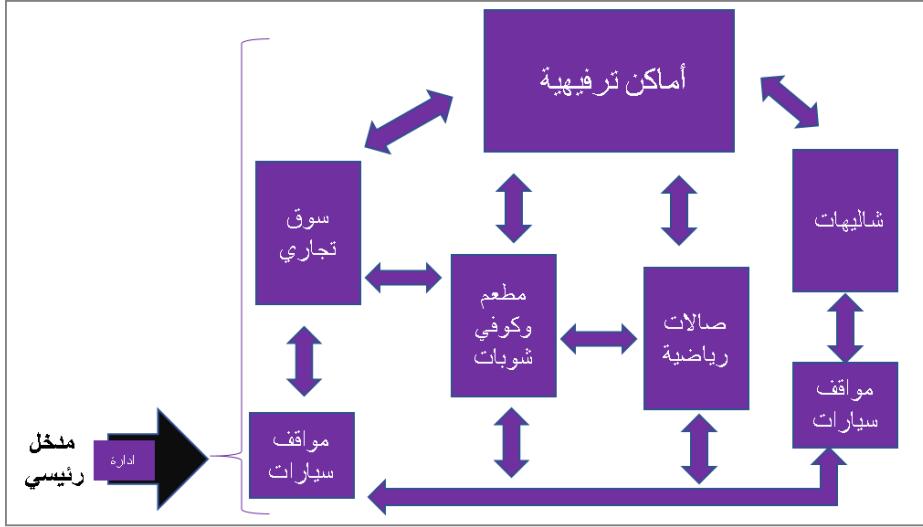 أماكن ترفيهية
شاليهات
سوق
تجاري
مطعم
وكوفي
شوبات
صالات
رياضية
مواقف
سيارات
مواقف
سيارات
مدخل
رئيسي
ادارة